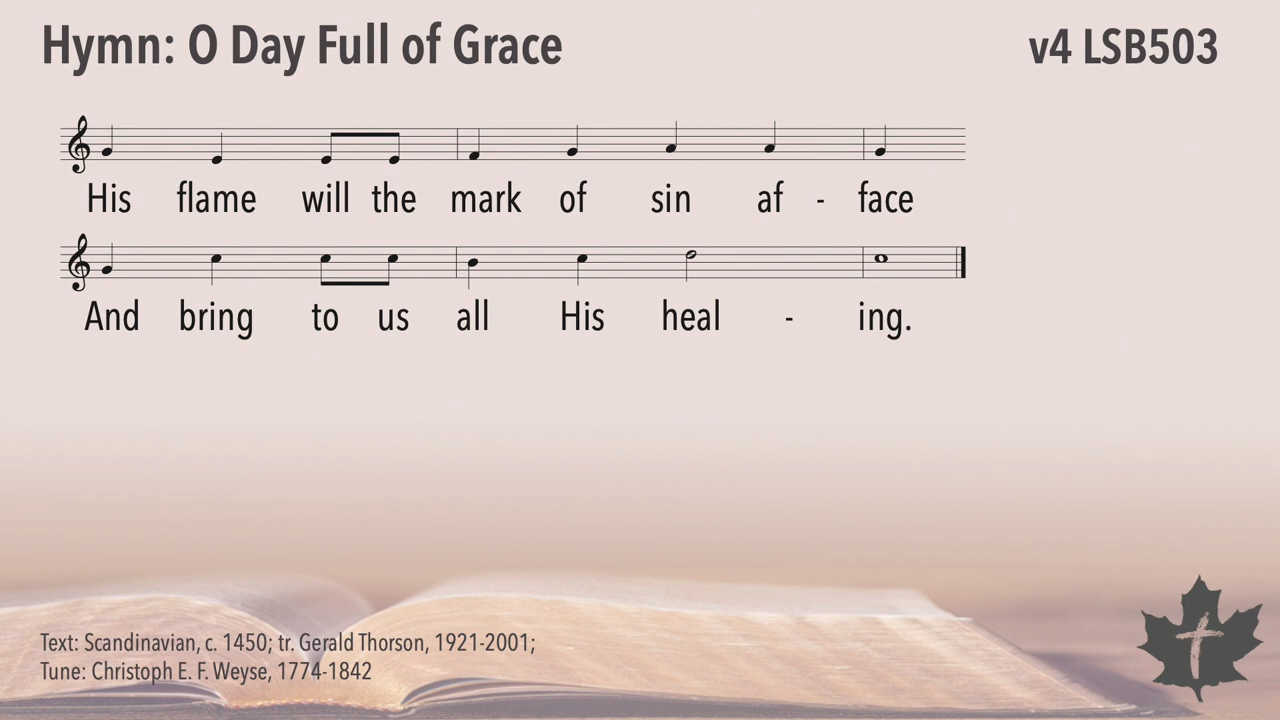 Hymn: O Day Full of Grace v4 LSB503
His flame will the mark of sin af - face
And bring to us all His heal - ing.
Text: Scandinavian, c. 1450; tr. Gerald Thorson, 1921-2001;
Tune: Christoph E. F. Weyse, 1774-1842